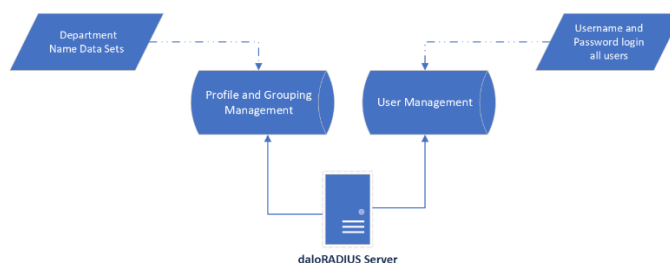 Department
Name Data Sets
Username and
Password login
all users
Profile and Grouping
Management
User Management
daloRADIUS Server